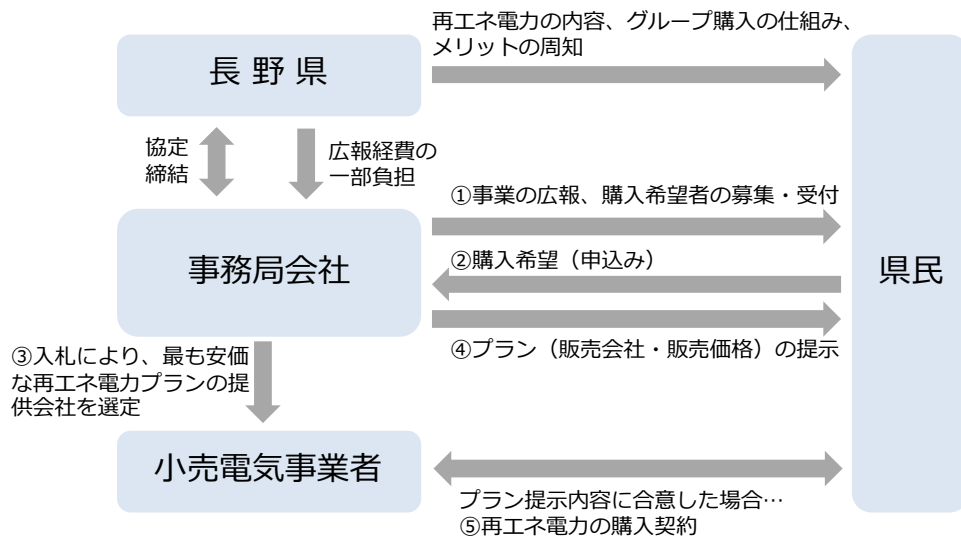 再エネ電力の内容、グループ購入の仕組み、
メリットの周知
長野県
県民
協定
締結
広報経費の
一部負担
①事業の広報、購入希望者の募集・受付
事務局会社
②購入希望（申込み）
④プラン（販売会社・販売価格）の提示
③入札により、最も安価
な再エネ電力プランの提
供会社を選定
小売電気事業者
プラン提示内容に合意した場合…
⑤再エネ電力の購入契約